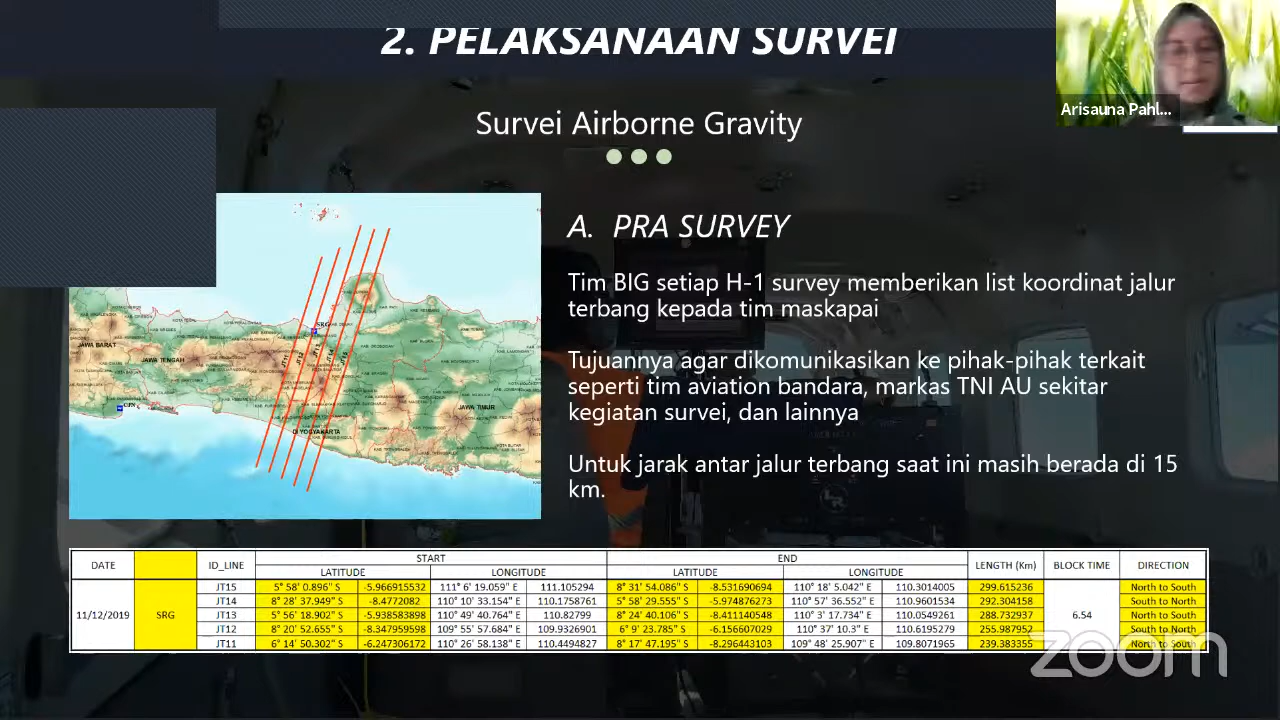 2. PELAKSANAAN SURVEI
Arisauna Pahl...
Survei Airborne Gravity
A. PRA SURVEY
Tim BIG setiap H-1 survey memberikan list koordinat jalur
terbang kepada tim maskapai
Tujuannya agar dikomunikasikan ke pihak-pihak terkait
seperti tim aviation bandara, markas TNI AU sekitar
kegiatan survei, dan lainnya
Untuk jarak antar jalur terbang saat ini masih berada di 15
km.
SRG
JT11
JT12
JT13
JT14
JT15
JAWA BARAT
JAWA TENGAH
CPN
JAWA TIMUR
DI YOGYAKARTA
DATE ID_LINE START END LENGTH (Km) BLOCK TIME DIRECTION
LATITUDE LONGITUDE LATITUDE LONGITUDE
11/12/2019 SRG 6.54
JT15 5° 58' 0.896" S -5.966915532 111° 6' 19.059" E 111.105294 8° 31' 54.086" S -8.531690694 110° 18' 5.042" E 110.3014005 299.615236 North to South
JT14 8° 28' 37.949" S -8.4772082 110° 10' 33.154" E 110.1758761 5° 58' 29.555" S -5.974876273 110° 57' 36.552" E 110.9601534 292.304158 South to North
JT13 5° 56' 18.902" S -5.938583898 110° 49' 40.764" E 110.82799 8° 24' 40.106" S -8.411140548 110° 3' 17.734" E 110.0549261 288.732937 North to South
JT12 8° 20' 52.655" S -8.347959598 109° 55' 57.684" E 109.9326901 6° 9' 23.785" S -6.156607029 110° 37' 10.3" E 110.6195279 255.987952 South to North
JT11 6° 14' 50.302" S -6.247306172 110° 26' 58.138" E 110.4494827 8° 17' 47.195" S -8.296443103 109° 48' 25.907" E 109.8071965 239.383355 North to South
zoom